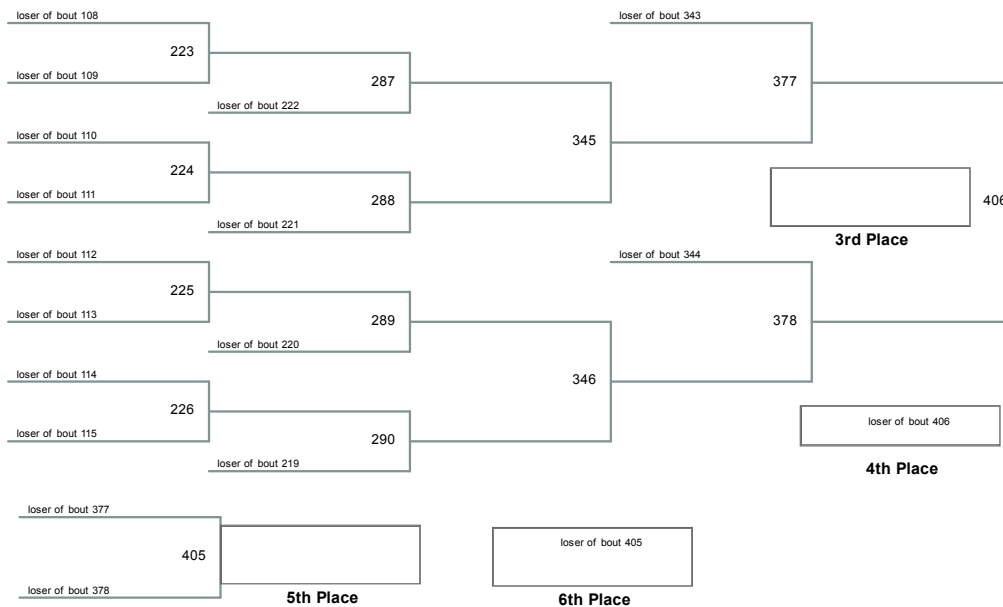 loser of bout 108
loser of bout 343
223
loser of bout 109
287
377
loser of bout 222
loser of bout 110
345
224
loser of bout 111
288
406
loser of bout 221
3rd Place
loser of bout 112
loser of bout 344
225
loser of bout 113
289
378
loser of bout 220
loser of bout 114
346
226
loser of bout 115
290
loser of bout 406
loser of bout 219
4th Place
loser of bout 377
405
loser of bout 405
loser of bout 378
5th Place
6th Place